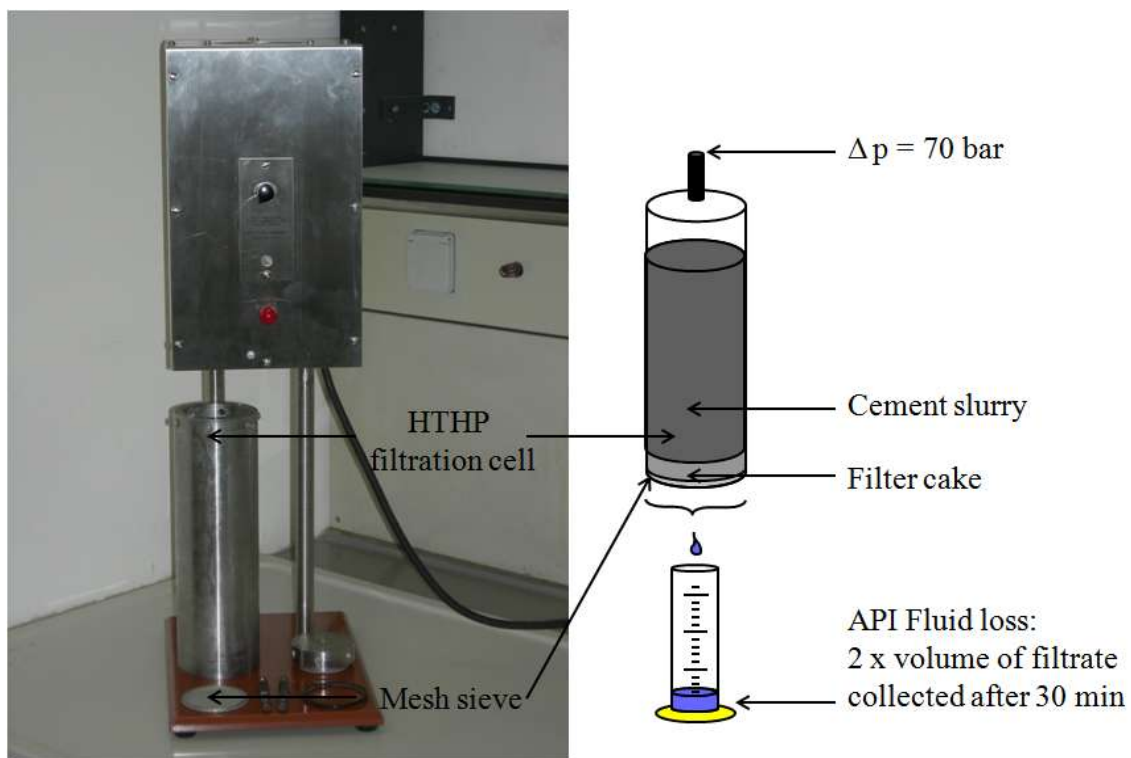 Δ p = 70 bar
HTHP
filtration cell
Cement slurry
Filter cake
API Fluid loss:
2 x volume of filtrate
collected after 30 min
Mesh sieve